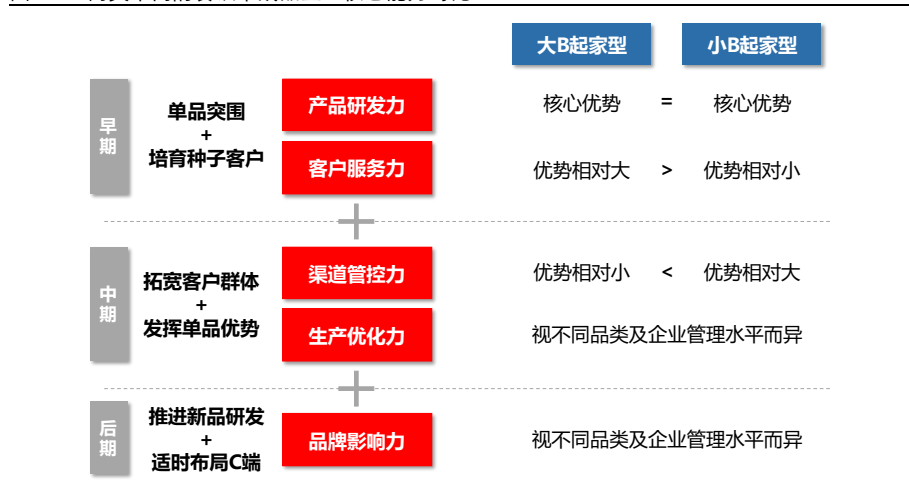 大B起家型 小B起家型
早期
单品突围
+
培育种子客户
产品研发力
核心优势 = 核心优势
客户服务力
优势相对大 > 优势相对小
中期
拓宽客户群体
+
发挥单品优势
渠道管控力
优势相对小 < 优势相对大
生产优化力
视不同品类及企业管理水平而异
后期
推进新品研发
+
适时布局C端
品牌影响力
视不同品类及企业管理水平而异